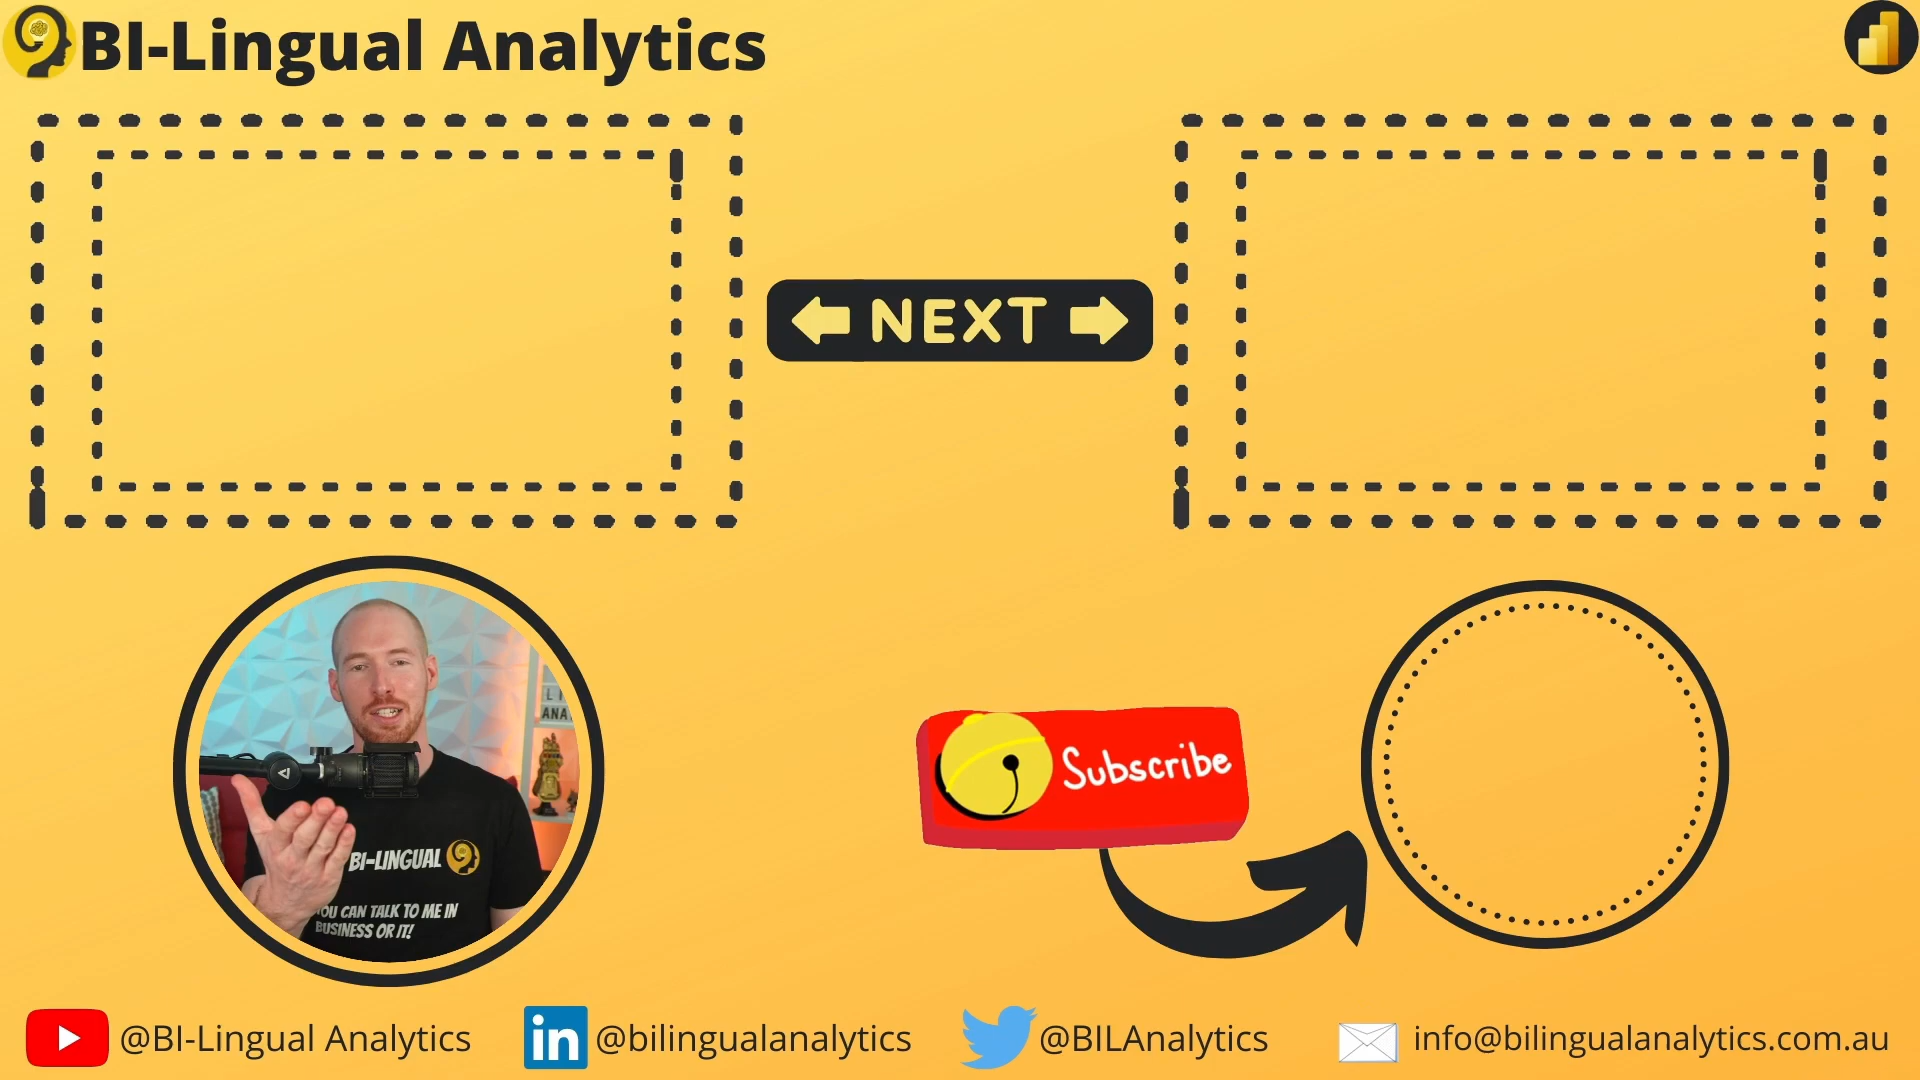 BI-Lingual Analytics
NEXT
Subscribe
BI-LINGUAL
YOU CAN TALK TO ME IN
BUSINESS OR IT!
@BI-Lingual Analytics
in
@bilingualanalytics
@BILAnalytics
info@bilingualanalytics.com.au